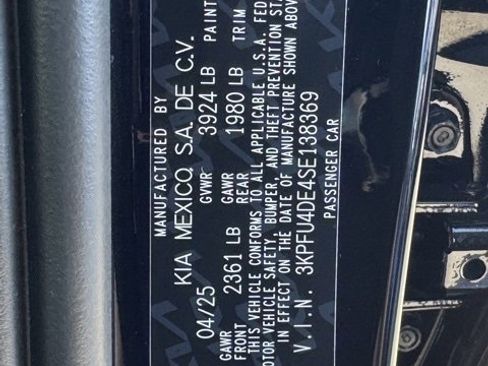 MANUFACTURED BY
KIA MEXICO, S.A. DE C.V.
04/25 GVWR 3924 LB PAINT
GAWR FRONT 2361 LB GAWR REAR 1980 LB TRIM
THIS VEHICLE CONFORMS TO ALL APPLICABLE U.S.A. FED
OTOR VEHICLE SAFETY, BUMPER, AND THEFT PREVENTION STA
IN EFFECT ON THE DATE OF MANUFACTURE SHOWN ABOVE
V.I.N. 3KPFU4DE4SE138369
PASSENGER CAR